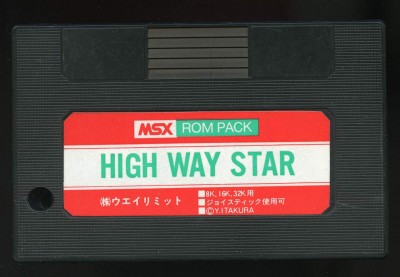 MSX ROM PACK
HIGH WAY STAR
㈱ウエイリミット
■8K, 16K, 32K用
■ジョイスティック使用可
■ⓒY.ITAKURA